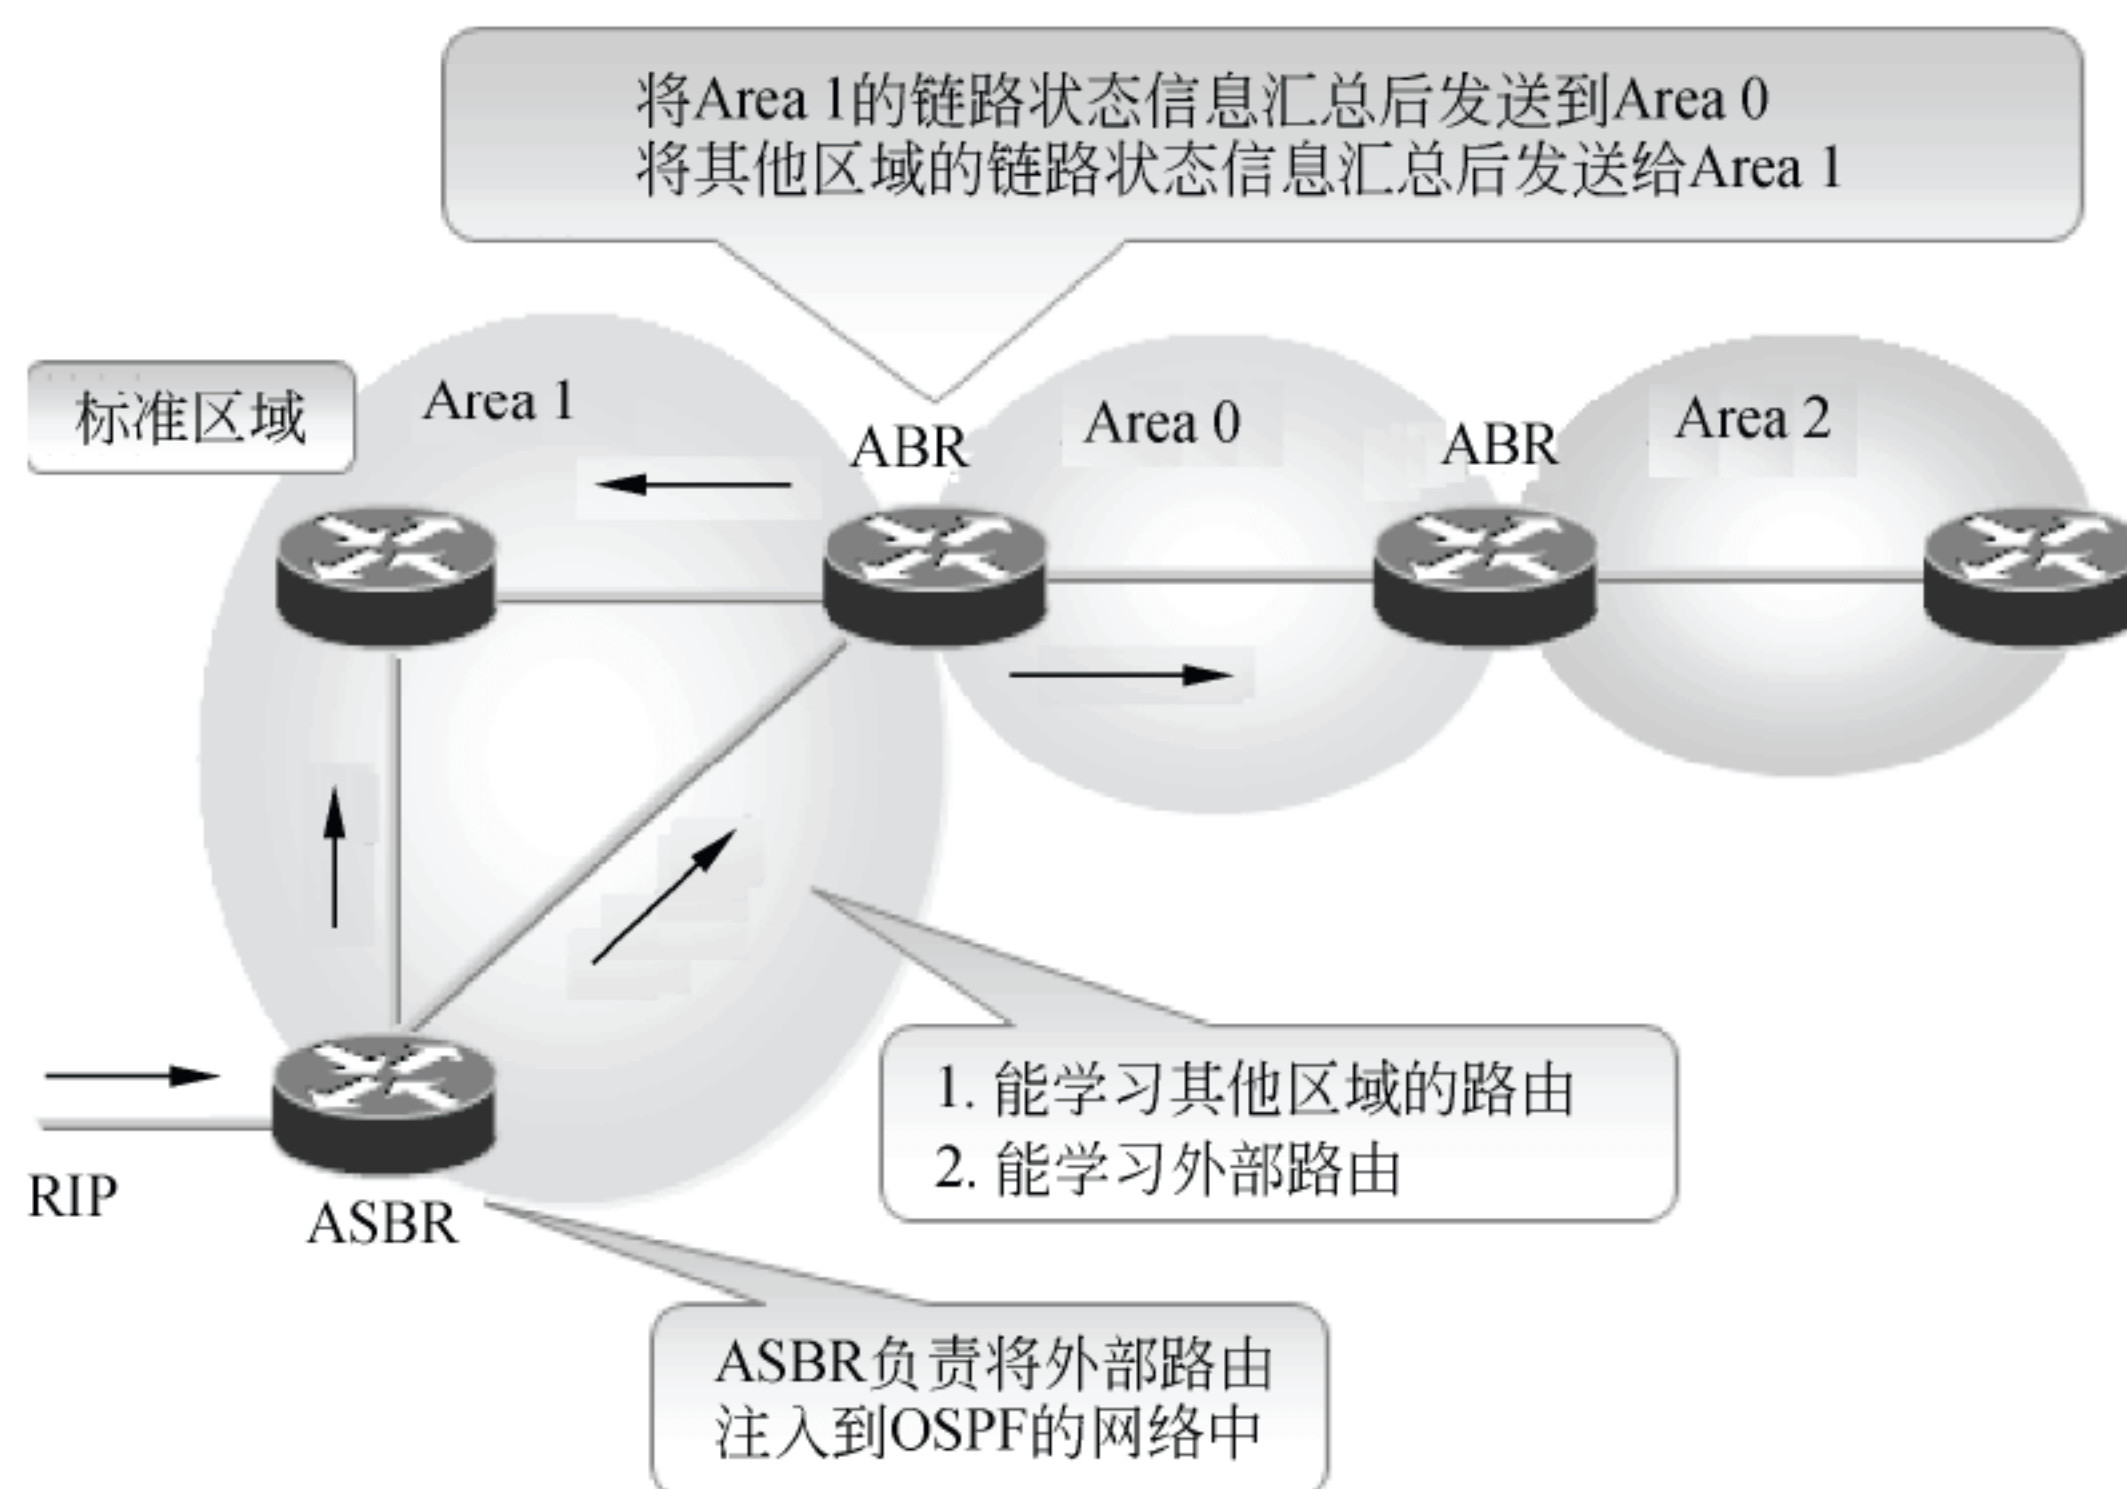 将Area 1的链路状态信息汇总后发送到Area 0
将其他区域的链路状态信息汇总后发送给Area 1
标准区域
Area 1
ABR
Area 0
ABR
Area 2
1. 能学习其他区域的路由
2. 能学习外部路由
RIP
ASBR
ASBR负责将外部路由
注入到OSPF的网络中